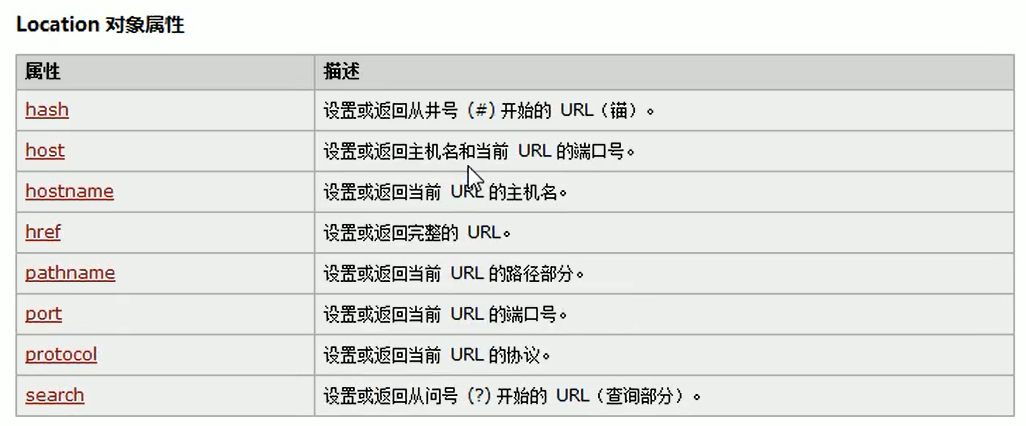 Location 对象属性
属性 描述
hash 设置或返回从井号 (#) 开始的 URL（锚）。
host 设置或返回主机名和当前 URL 的端口号。
hostname 设置或返回当前 URL 的主机名。
href 设置或返回完整的 URL。
pathname 设置或返回当前 URL 的路径部分。
port 设置或返回当前 URL 的端口号。
protocol 设置或返回当前 URL 的协议。
search 设置或返回从问号 (?) 开始的 URL（查询部分）。